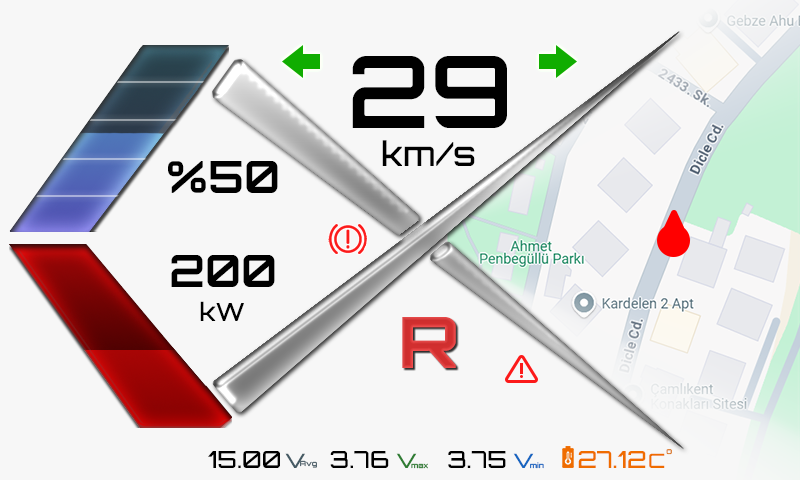 29
km/s
%50
200
kW
R
15.00 VAvg 3.76 Vmax 3.75 Vmin 27.12C°
Gebze Ahu
2433. Sk.
Dicle Cd.
Ahmet
Penbegüllü Parkı
Kardelen 2 Apt
Dicle Cd.
Çamlıkent
Konakları Sitesi